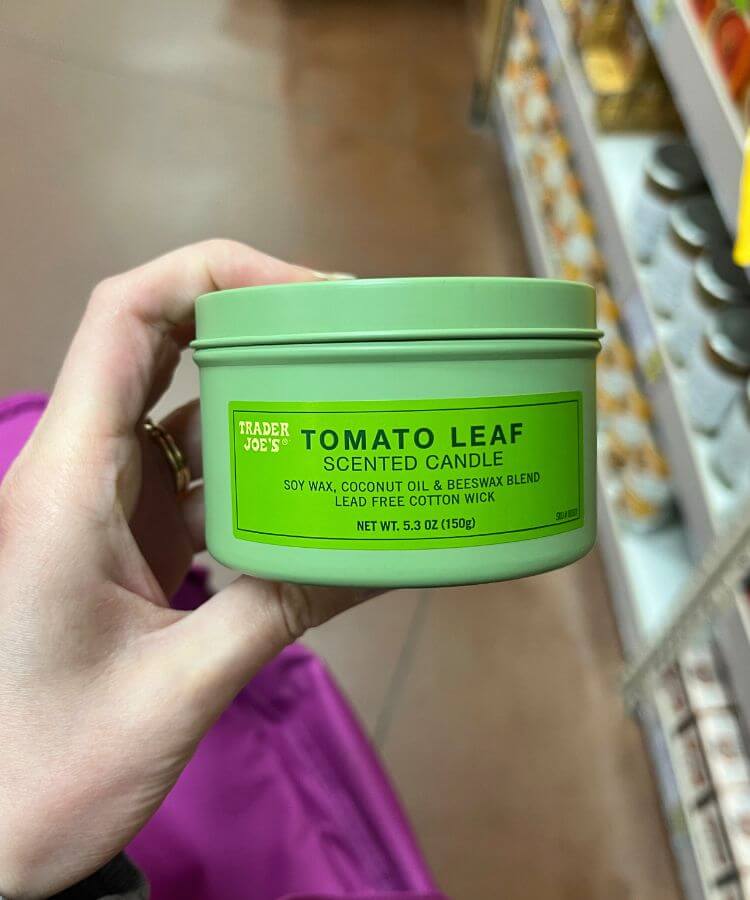 TRADER
JOE'S®
TOMATO LEAF
SCENTED CANDLE
SOY WAX, COCONUT OIL & BEESWAX BLEND
LEAD FREE COTTON WICK
NET WT. 5.3 OZ (150g)
SKU#